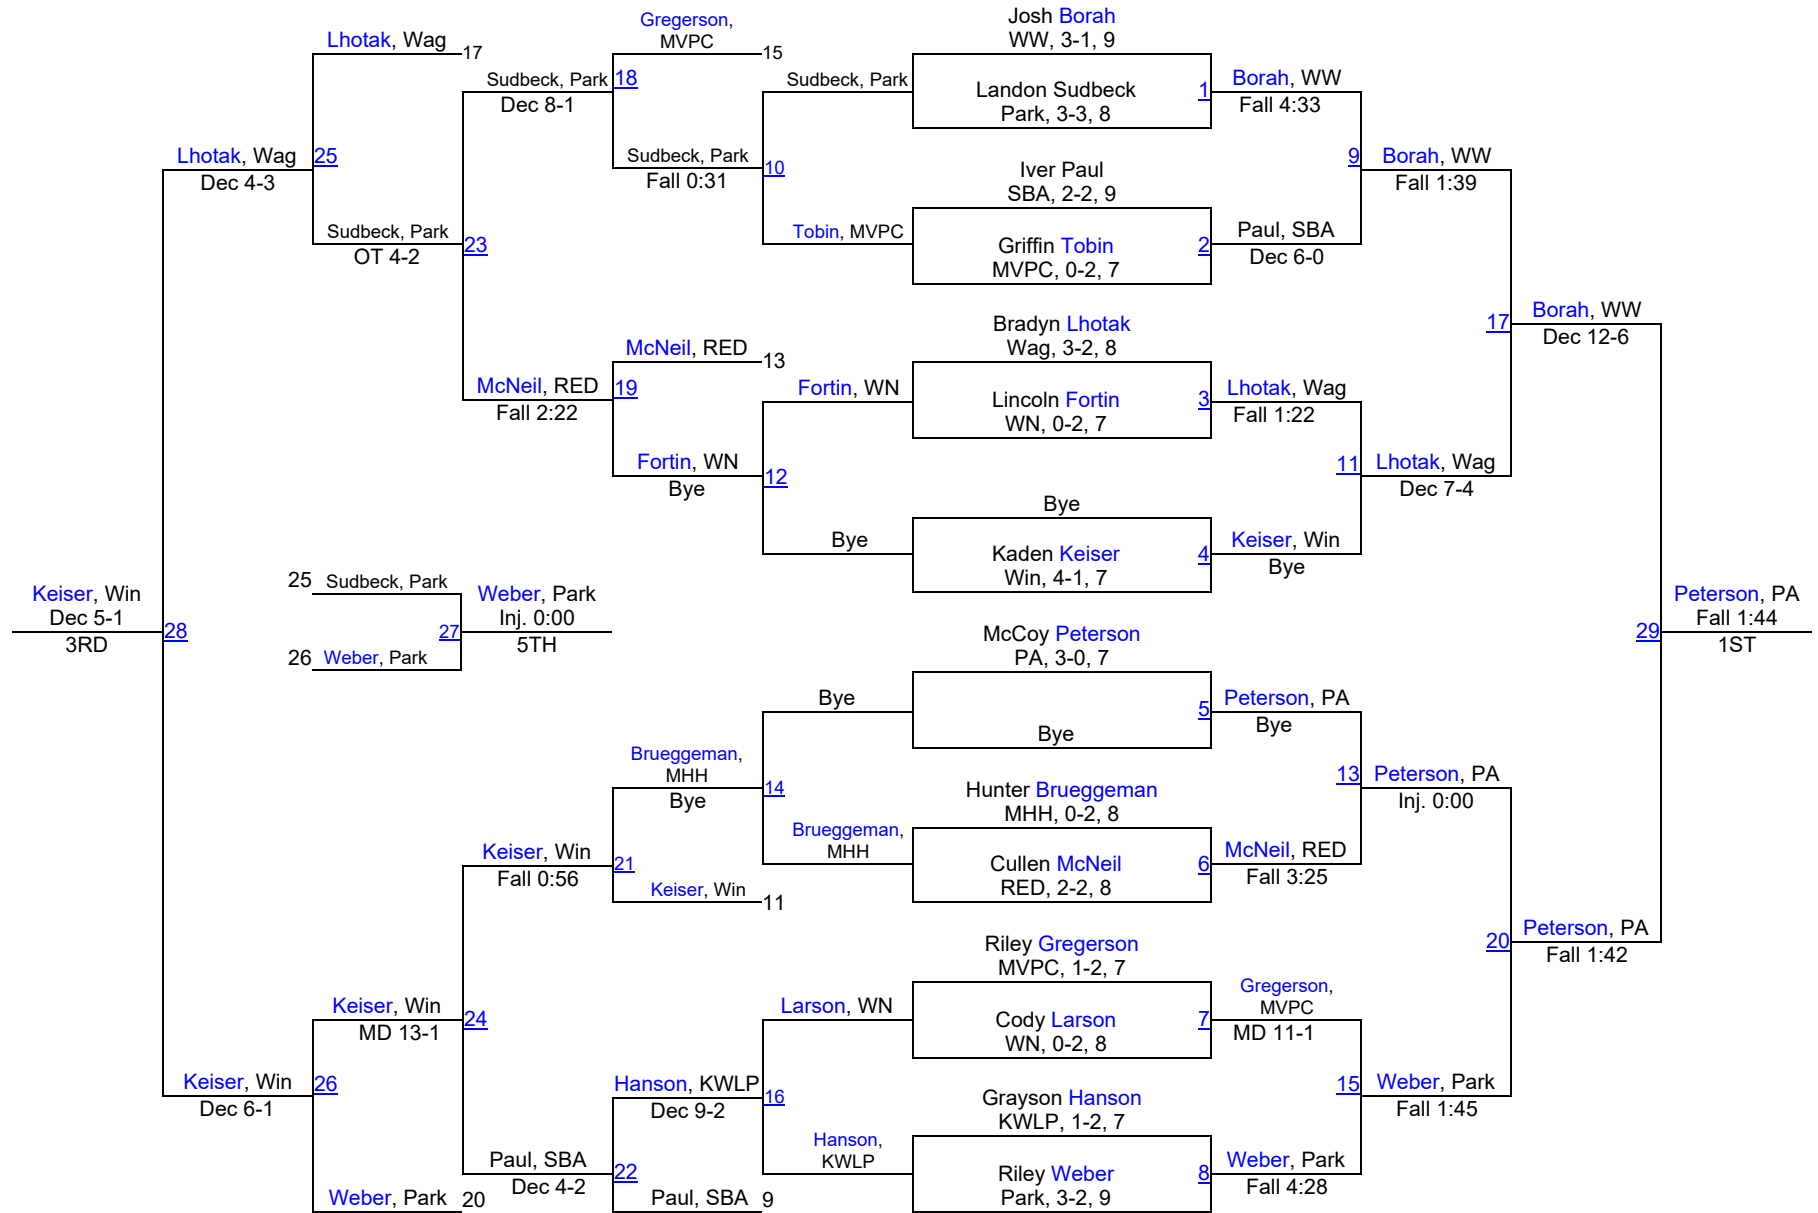 Lhotak, Wag
17
Lhotak, Wag
25
Dec 4-3
Sudbeck, Park
OT 4-2
23
Gregerson,
MVPC
15
Sudbeck, Park
18
Dec 8-1
Sudbeck, Park
Fall 0:31
10
Sudbeck, Park
Tobin, MVPC
McNeil, RED
13
McNeil, RED
19
Fall 2:22
Fortin, WN
Bye
12
Fortin, WN
Bye
Josh Borah
WW, 3-1, 9
Landon Sudbeck
Park, 3-3, 8
1
Borah, WW
Fall 4:33
Iver Paul
SBA, 2-2, 9
Griffin Tobin
MVPC, 0-2, 7
2
Paul, SBA
Dec 6-0
9
Borah, WW
Fall 1:39
Bradyn Lhotak
Wag, 3-2, 8
Lincoln Fortin
WN, 0-2, 7
3
Lhotak, Wag
Fall 1:22
Bye
Kaden Keiser
Win, 4-1, 7
4
Keiser, Win
Bye
11
Lhotak, Wag
Dec 7-4
17
Borah, WW
Dec 12-6
Keiser, Win
Dec 5-1
3RD
28
25
Sudbeck, Park
26
Weber, Park
27
Weber, Park
Inj. 0:00
5TH
29
Peterson, PA
Fall 1:44
1ST
McCoy Peterson
PA, 3-0, 7
Bye
5
Peterson, PA
Bye
Hunter Brueggeman
MHH, 0-2, 8
Cullen McNeil
RED, 2-2, 8
6
McNeil, RED
Fall 3:25
13
Peterson, PA
Inj. 0:00
Riley Gregerson
MVPC, 1-2, 7
Cody Larson
WN, 0-2, 8
7
Gregerson,
MVPC
MD 11-1
Grayson Hanson
KWLP, 1-2, 7
Riley Weber
Park, 3-2, 9
8
Weber, Park
Fall 4:28
15
Weber, Park
Fall 1:45
20
Peterson, PA
Fall 1:42
Bye
Brueggeman,
MHH
Bye
14
Brueggeman,
MHH
Keiser, Win
Fall 0:56
21
Keiser, Win
11
Keiser, Win
MD 13-1
24
Larson, WN
Hanson, KWLP
Dec 9-2
16
Hanson,
KWLP
Keiser, Win
Dec 6-1
26
Paul, SBA
Dec 4-2
22
Paul, SBA
9
Weber, Park
20